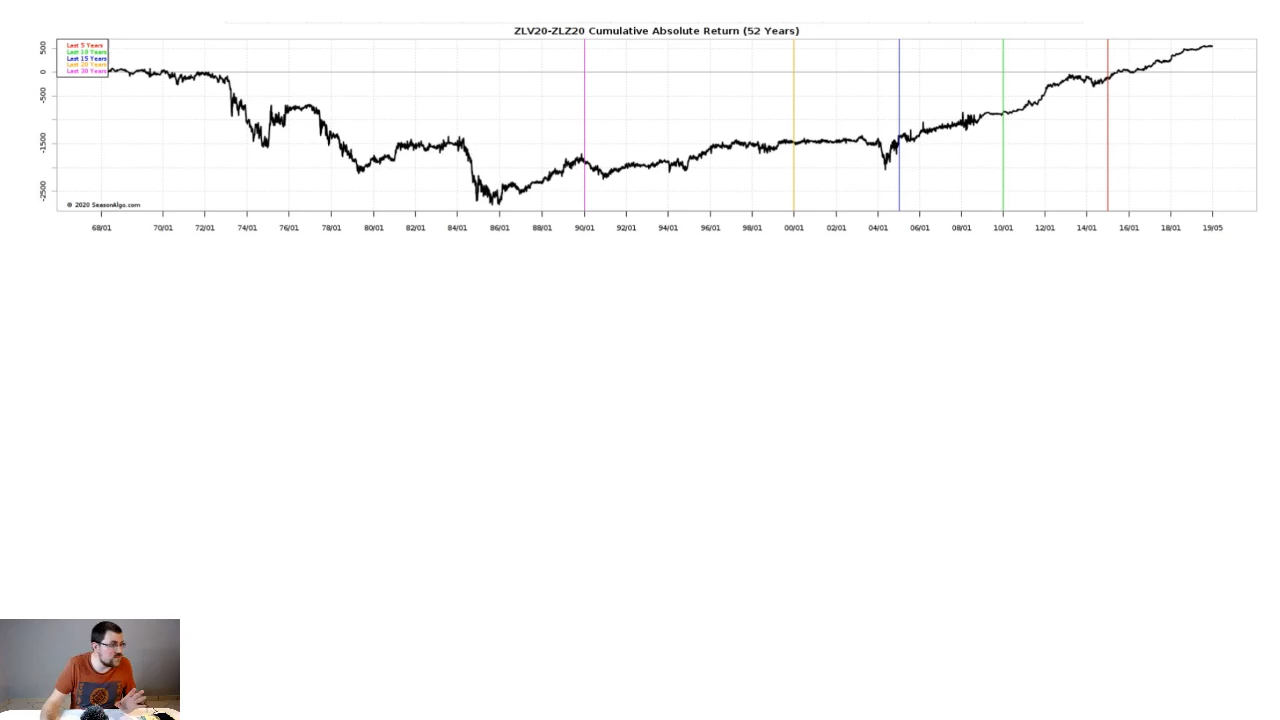 ZLV20-ZLZ20 Cumulative Absolute Return (52 Years)
500
0
-500
-1500
-2500
Last 5 Years
Last 10 Years
Last 15 Years
Last 20 Years
Last 30 Years
© 2020 SeasonAlgo.com
68/01 70/01 72/01 74/01 76/01 78/01 80/01 82/01 84/01 86/01 88/01 90/01 92/01 94/01 96/01 98/01 00/01 02/01 04/01 06/01 08/01 10/01 12/01 14/01 16/01 18/01 19/05